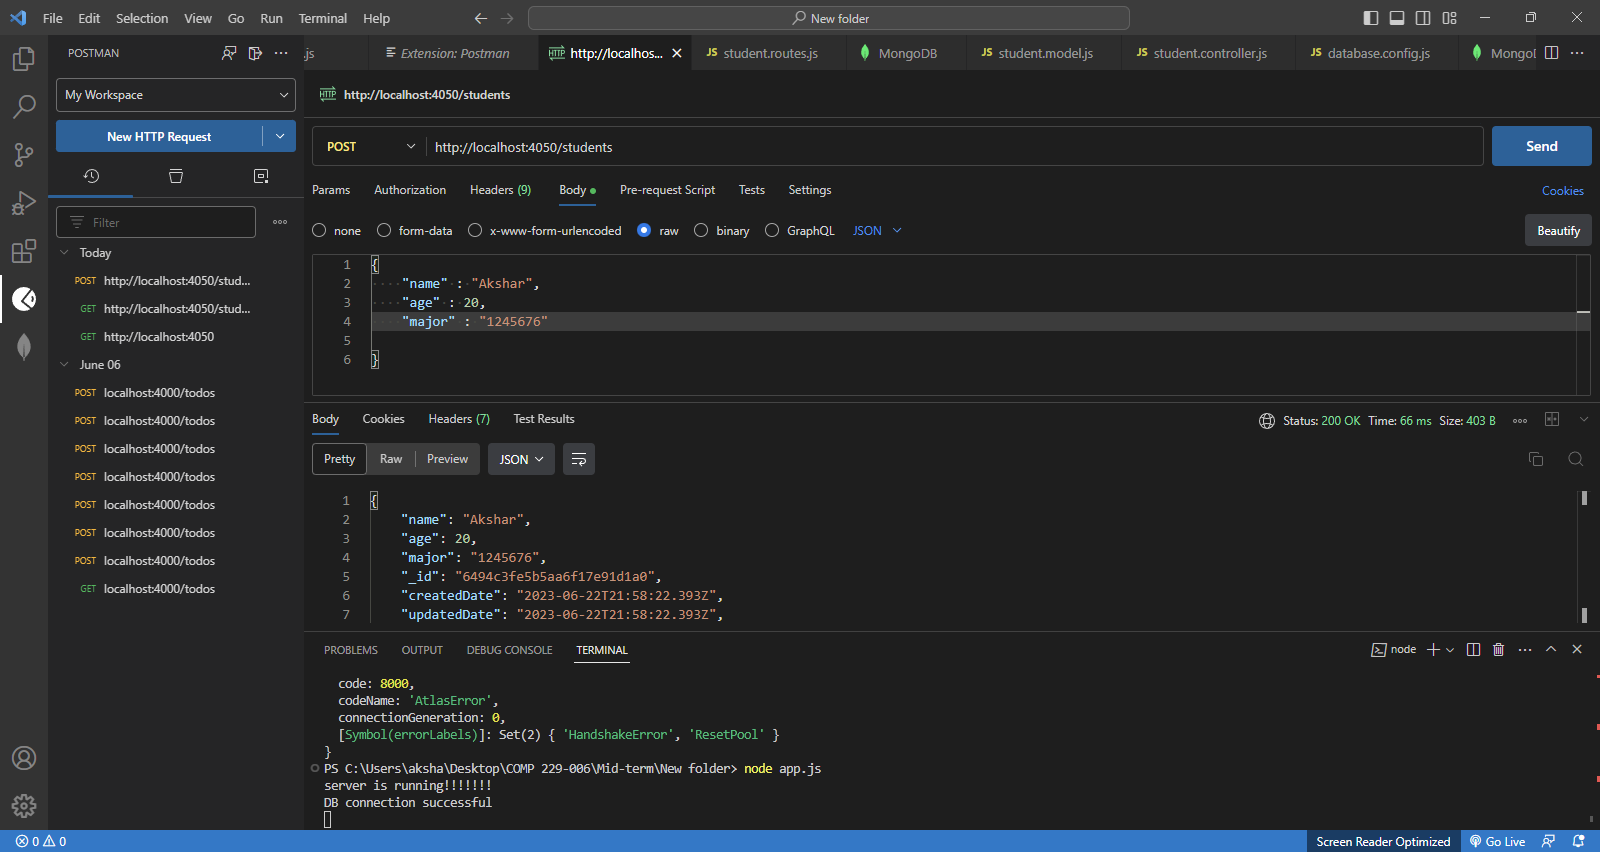 File Edit Selection View Go Run Terminal Help New folder
POSTMAN
.js Extension: Postman HTTP http://localhos... JS student.routes.js MongoDB JS student.model.js JS student.controller.js JS database.config.js
My Workspace
HTTP http://localhost:4050/students
New HTTP Request
POST http://localhost:4050/students Send
Params Authorization Headers (9) Body Pre-request Script Tests Settings Cookies
Filter
none form-data x-www-form-urlencoded raw binary GraphQL JSON Beautify
Today
POST http://localhost:4050/stud...
GET http://localhost:4050/stud...
GET http://localhost:4050
June 06
POST localhost:4000/todos
POST localhost:4000/todos
POST localhost:4000/todos
POST localhost:4000/todos
POST localhost:4000/todos
POST localhost:4000/todos
POST localhost:4000/todos
GET localhost:4000/todos
1 {
2 "name" : "Akshar",
3 "age" : 20,
4 "major" : "1245676"
5
6 }
Body Cookies Headers (7) Test Results Status: 200 OK Time: 66 ms Size: 403 B
Pretty Raw Preview JSON
1 {
2 "name": "Akshar",
3 "age": 20,
4 "major": "1245676",
5 "_id": "6494c3fe5b5aa6f17e91d1a0",
6 "createdDate": "2023-06-22T21:58:22.393Z",
7 "updatedDate": "2023-06-22T21:58:22.393Z",
PROBLEMS OUTPUT DEBUG CONSOLE TERMINAL node
code: 8000,
codeName: 'AtlasError',
connectionGeneration: 0,
[Symbol(errorLabels)]: Set(2) { 'HandshakeError', 'ResetPool' }
}
PS C:\Users\aksha\Desktop\COMP 229-006\Mid-term\New folder> node app.js
server is running!!!!!!!
DB connection successful
0 0 Screen Reader Optimized Go Live